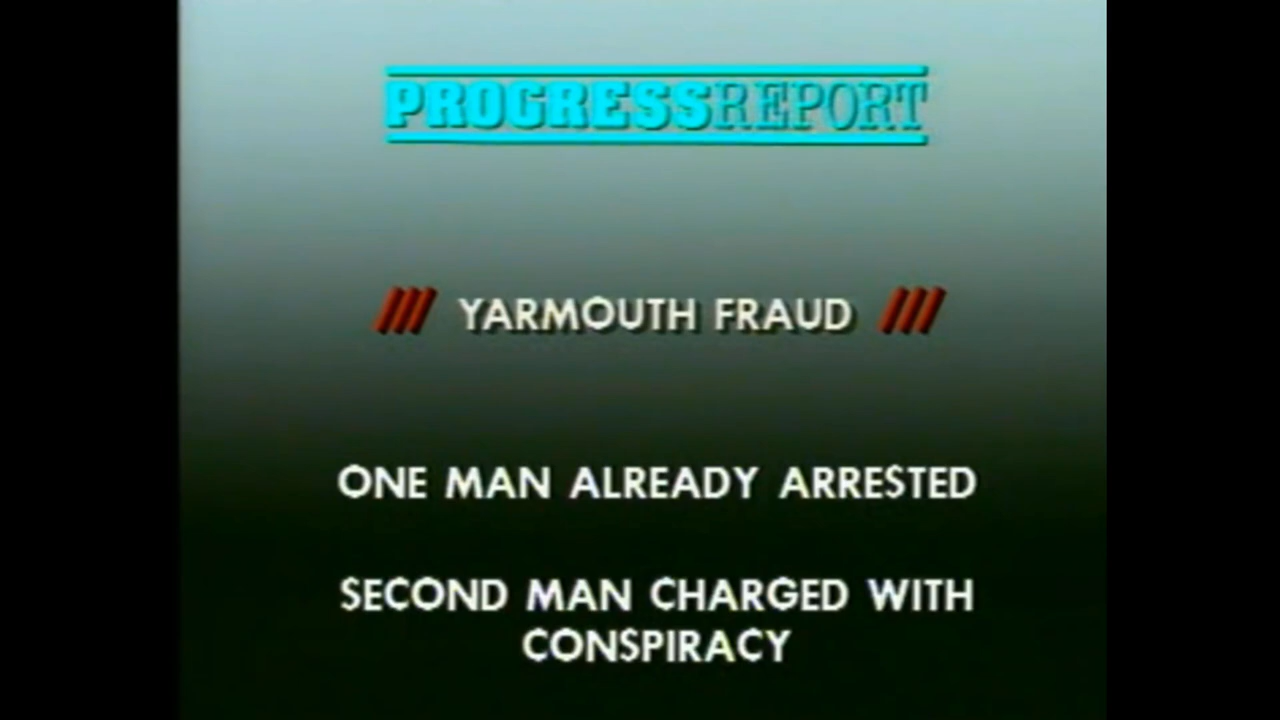 PROGRESSREPORT
YARMOUTH FRAUD
ONE MAN ALREADY ARRESTED
SECOND MAN CHARGED WITH
CONSPIRACY